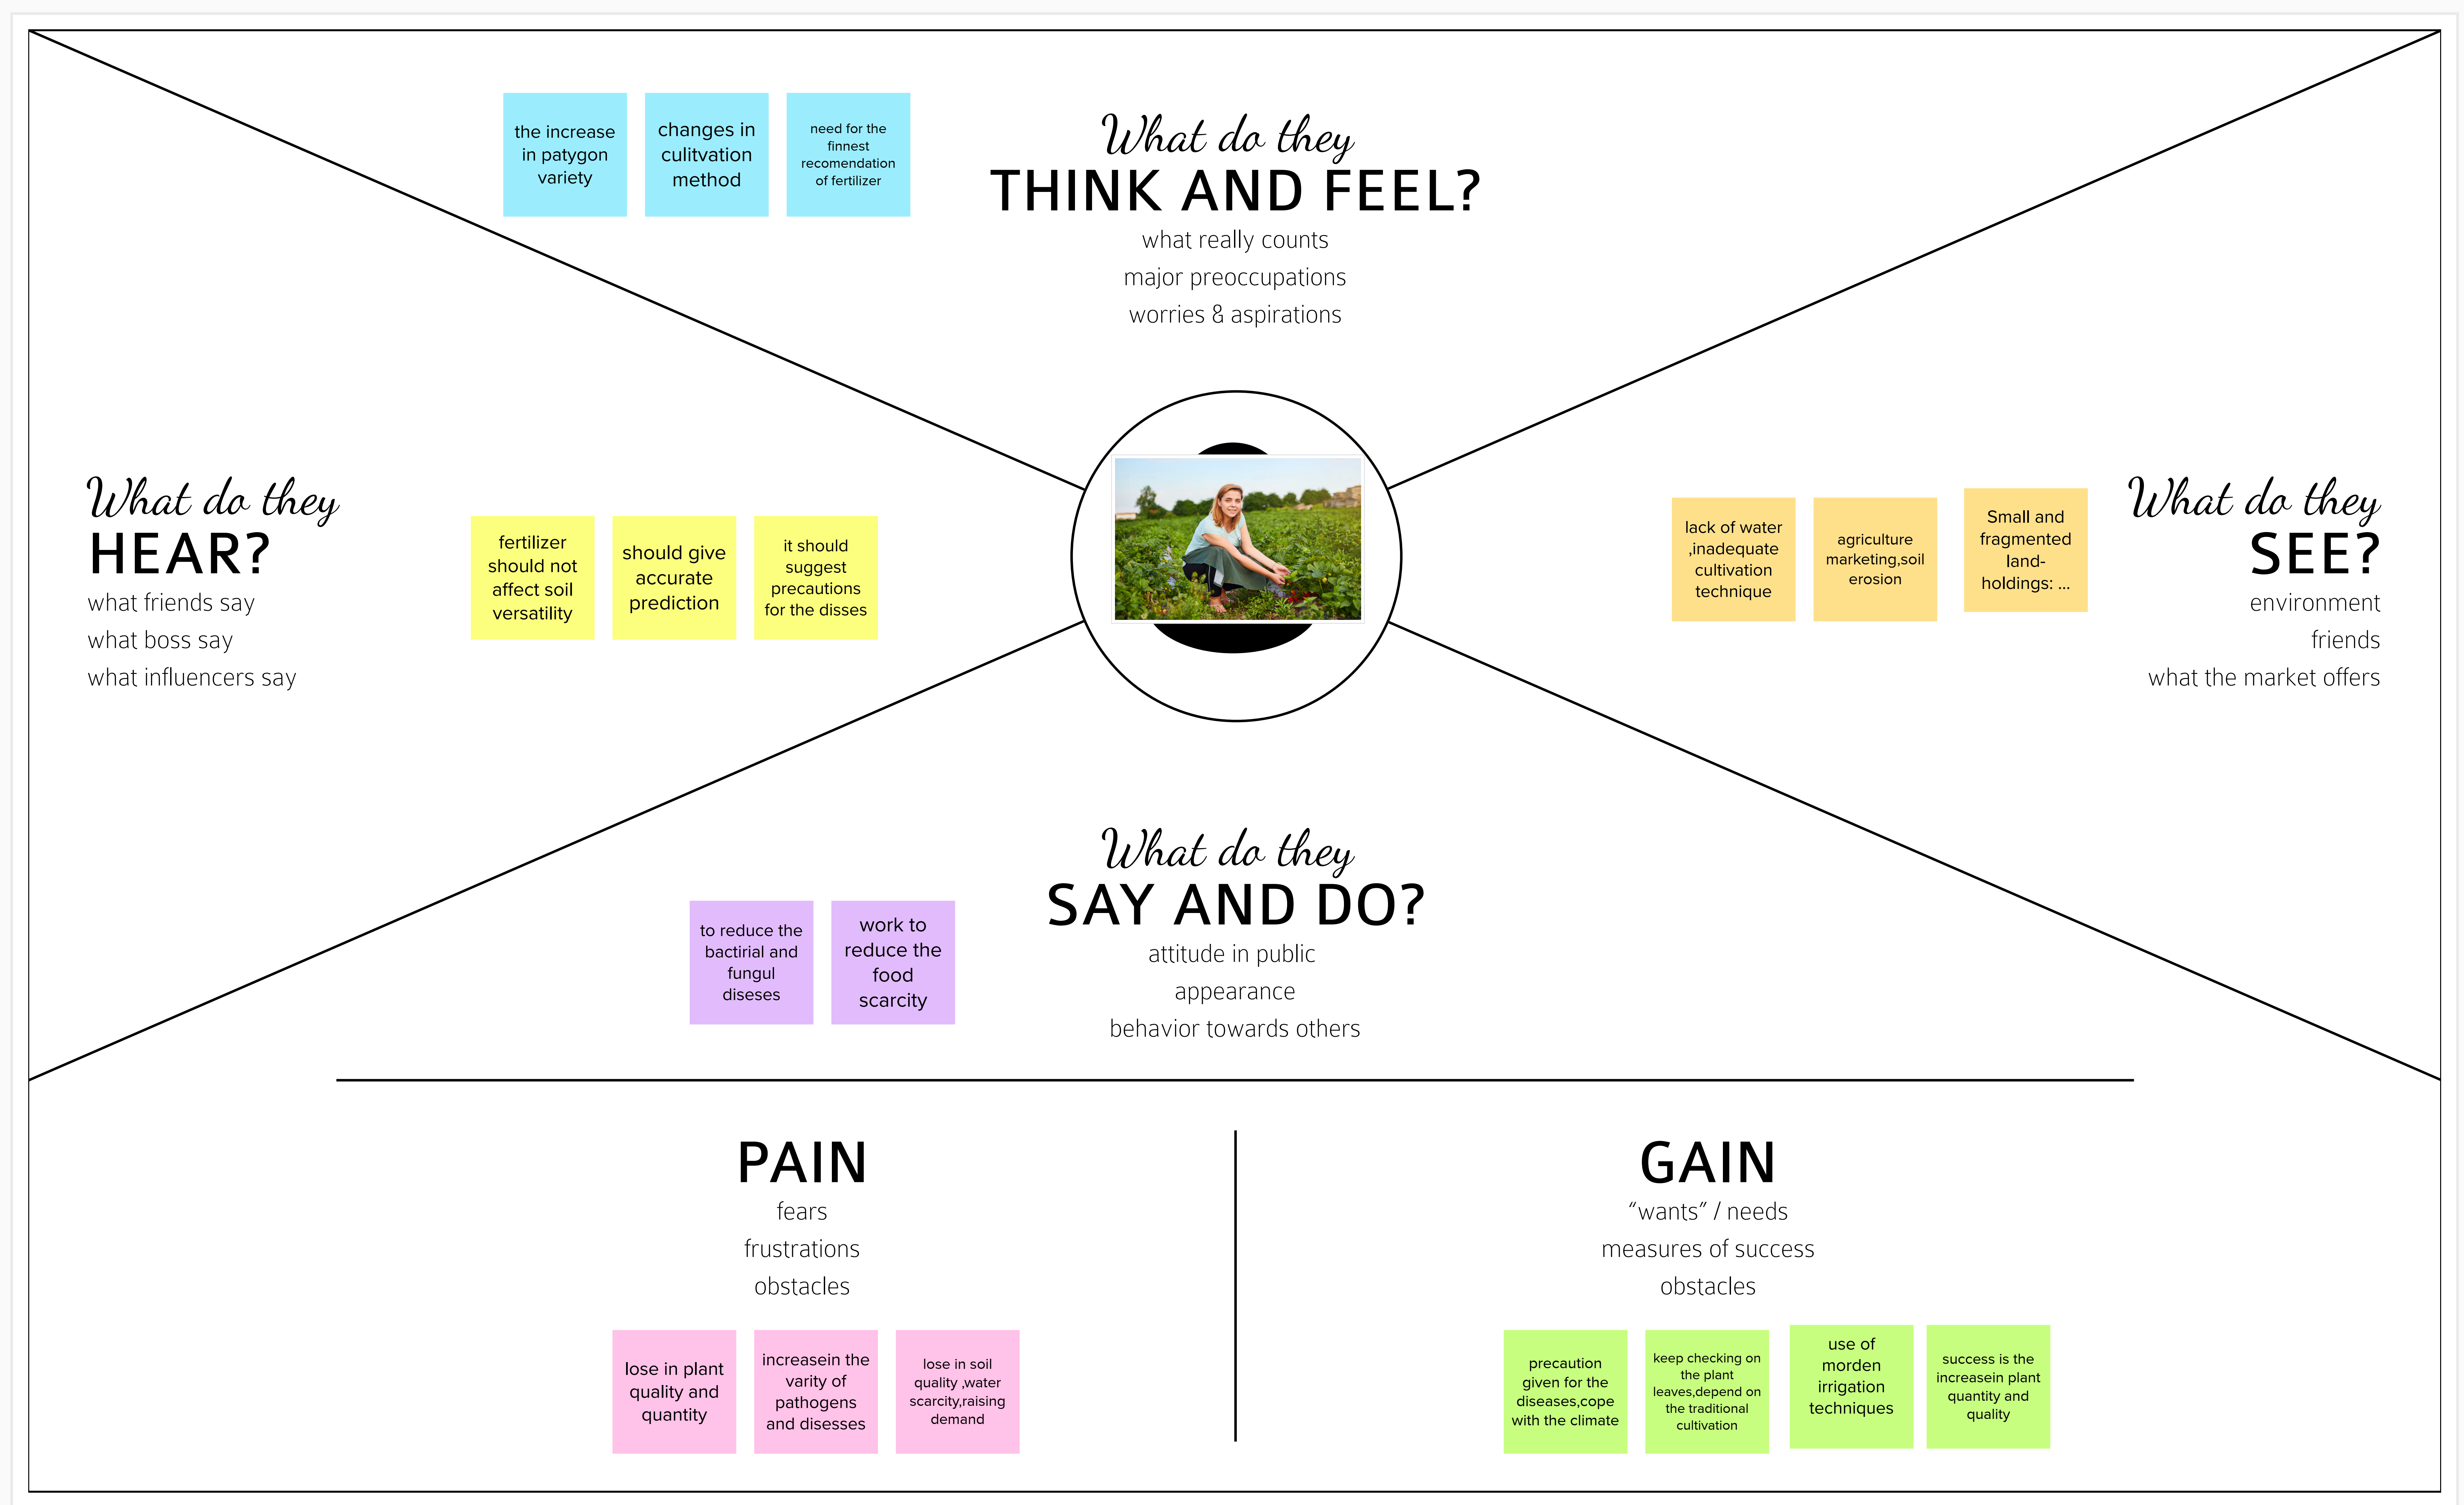 the increase
in patygon
variety
changes in
culitvation
method
need for the
finnest
recomendation
of fertilizer
What do they
THINK AND FEEL?
what really counts
major preoccupations
worries & aspirations
What do they
HEAR?
what friends say
what boss say
what influencers say
fertilizer
should not
affect soil
versatility
should give
accurate
prediction
it should
suggest
precautions
for the disses
lack of water
,inadequate
cultivation
technique
agriculture
marketing,soil
erosion
Small and
fragmented
land-
holdings: ...
What do they
SEE?
environment
friends
what the market offers
What do they
SAY AND DO?
attitude in public
appearance
behavior towards others
to reduce the
bactirial and
fungul
diseses
work to
reduce the
food
scarcity
PAIN
fears
frustrations
obstacles
lose in plant
quality and
quantity
increasein the
varity of
pathogens
and disesses
lose in soil
quality ,water
scarcity,raising
demand
GAIN
“wants” / needs
measures of success
obstacles
precaution
given for the
diseases,cope
with the climate
keep checking on
the plant
leaves,depend on
the traditional
cultivation
use of
morden
irrigation
techniques
success is the
increasein plant
quantity and
quality